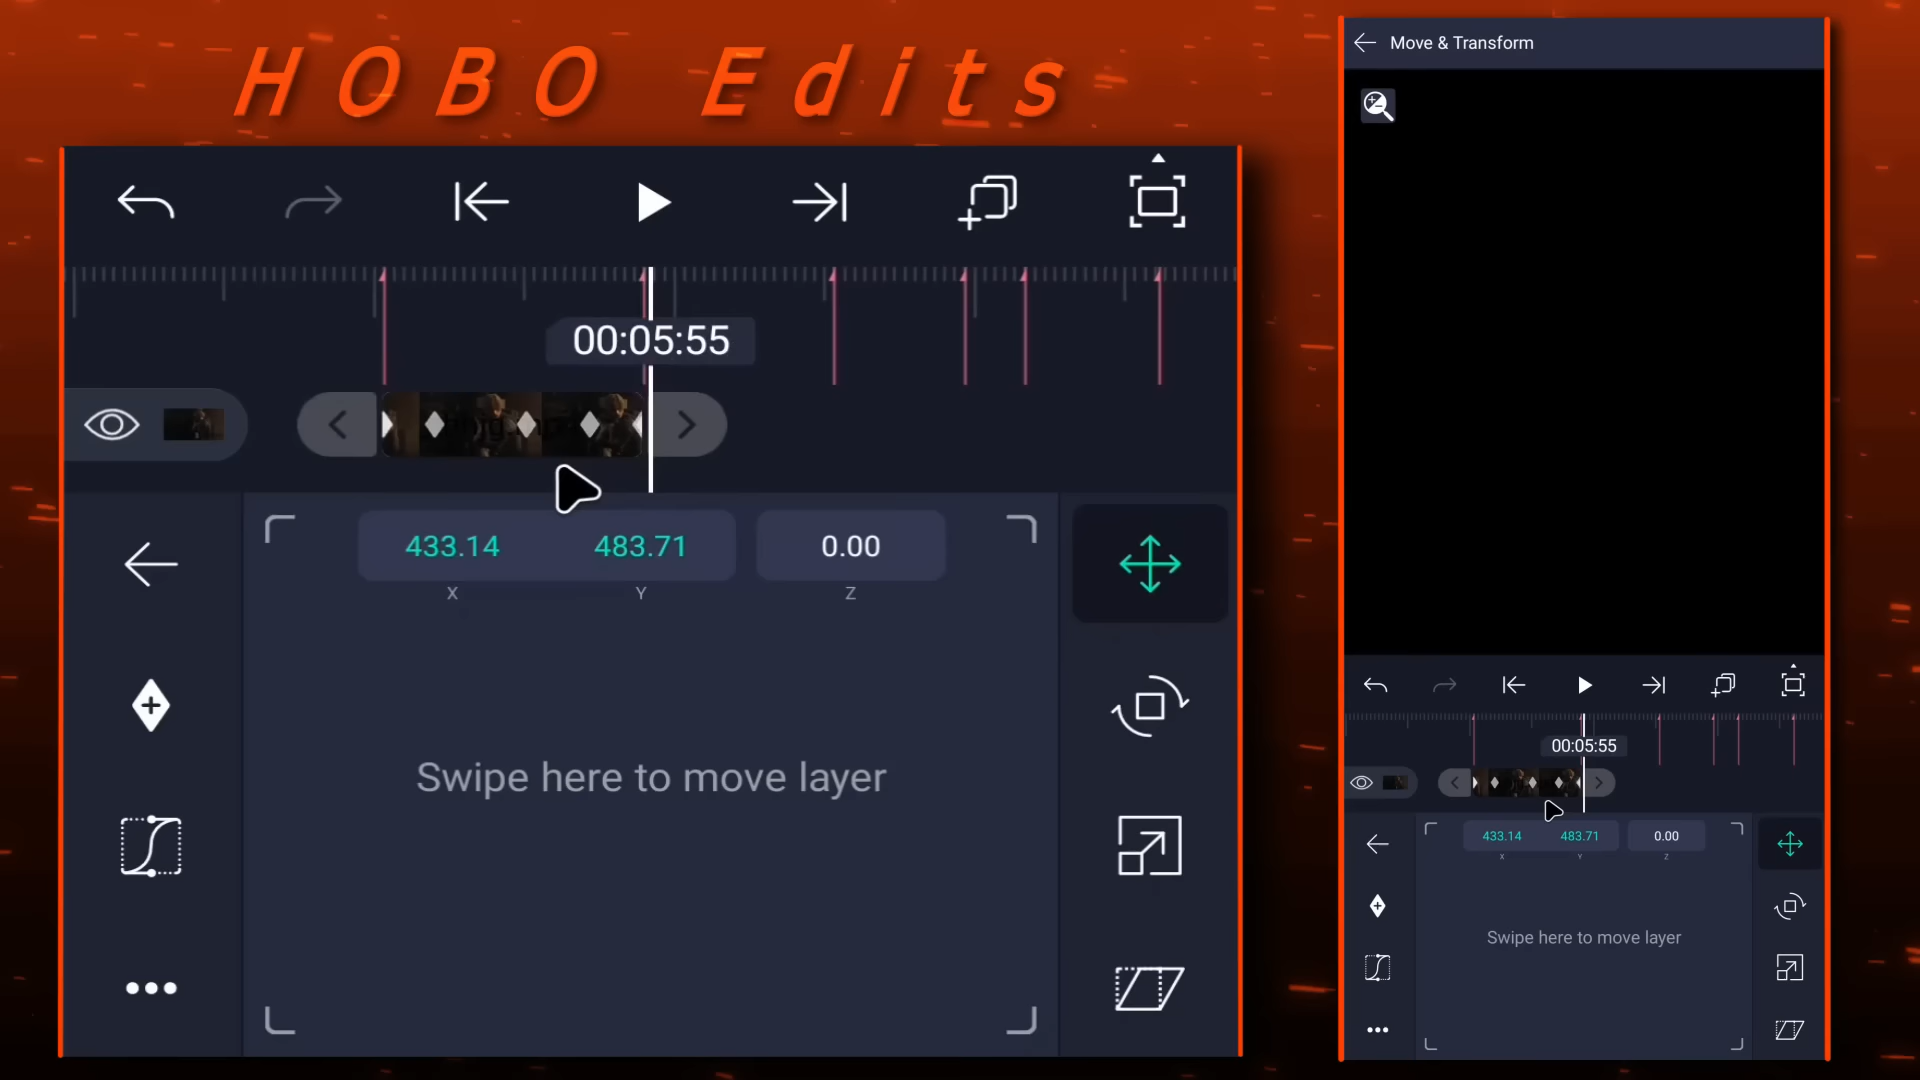 HOBO Edits
00:05:55
433.14 483.71 0.00
X Y Z
Swipe here to move layer
Move & Transform
00:05:55
433.14 483.71 0.00
X Y Z
Swipe here to move layer